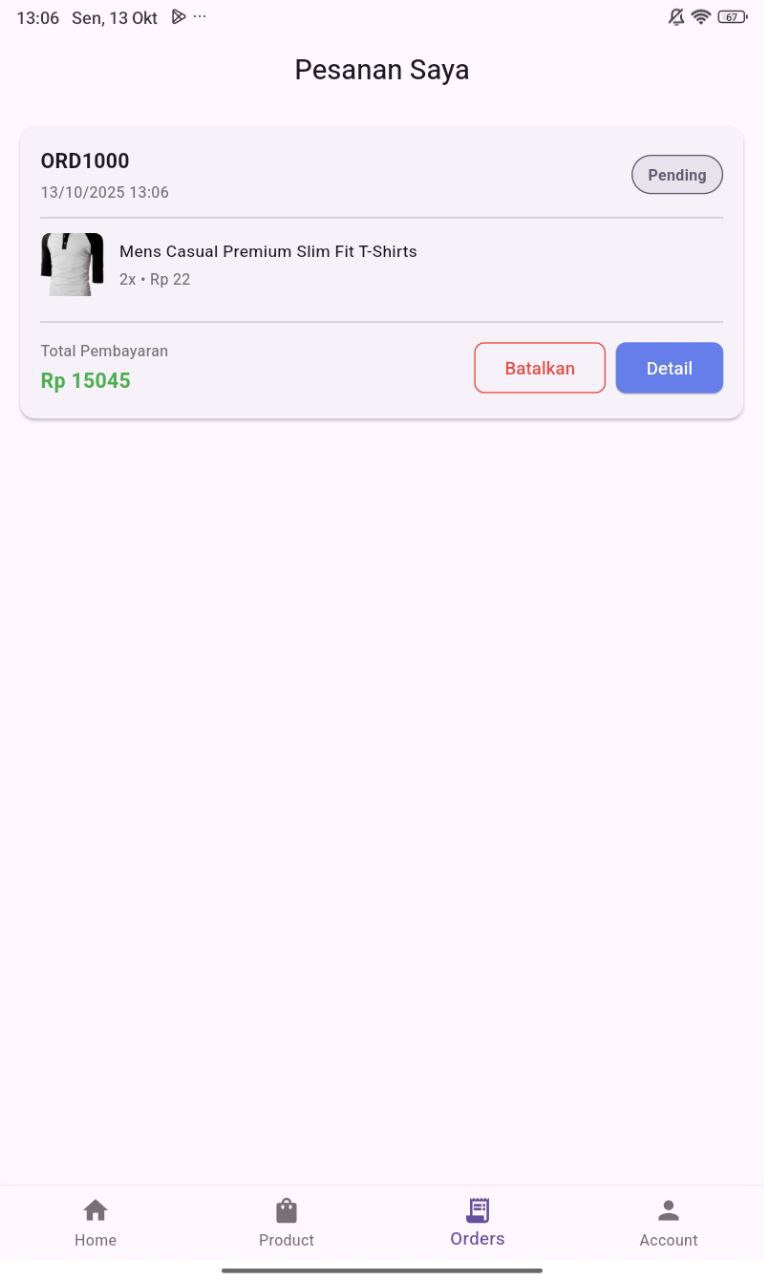 13:06 Sen, 13 Okt ...
67
Pesanan Saya
ORD1000
13/10/2025 13:06
Pending
Mens Casual Premium Slim Fit T-Shirts
2x • Rp 22
Total Pembayaran
Rp 15045
Batalkan
Detail
Home
Product
Orders
Account